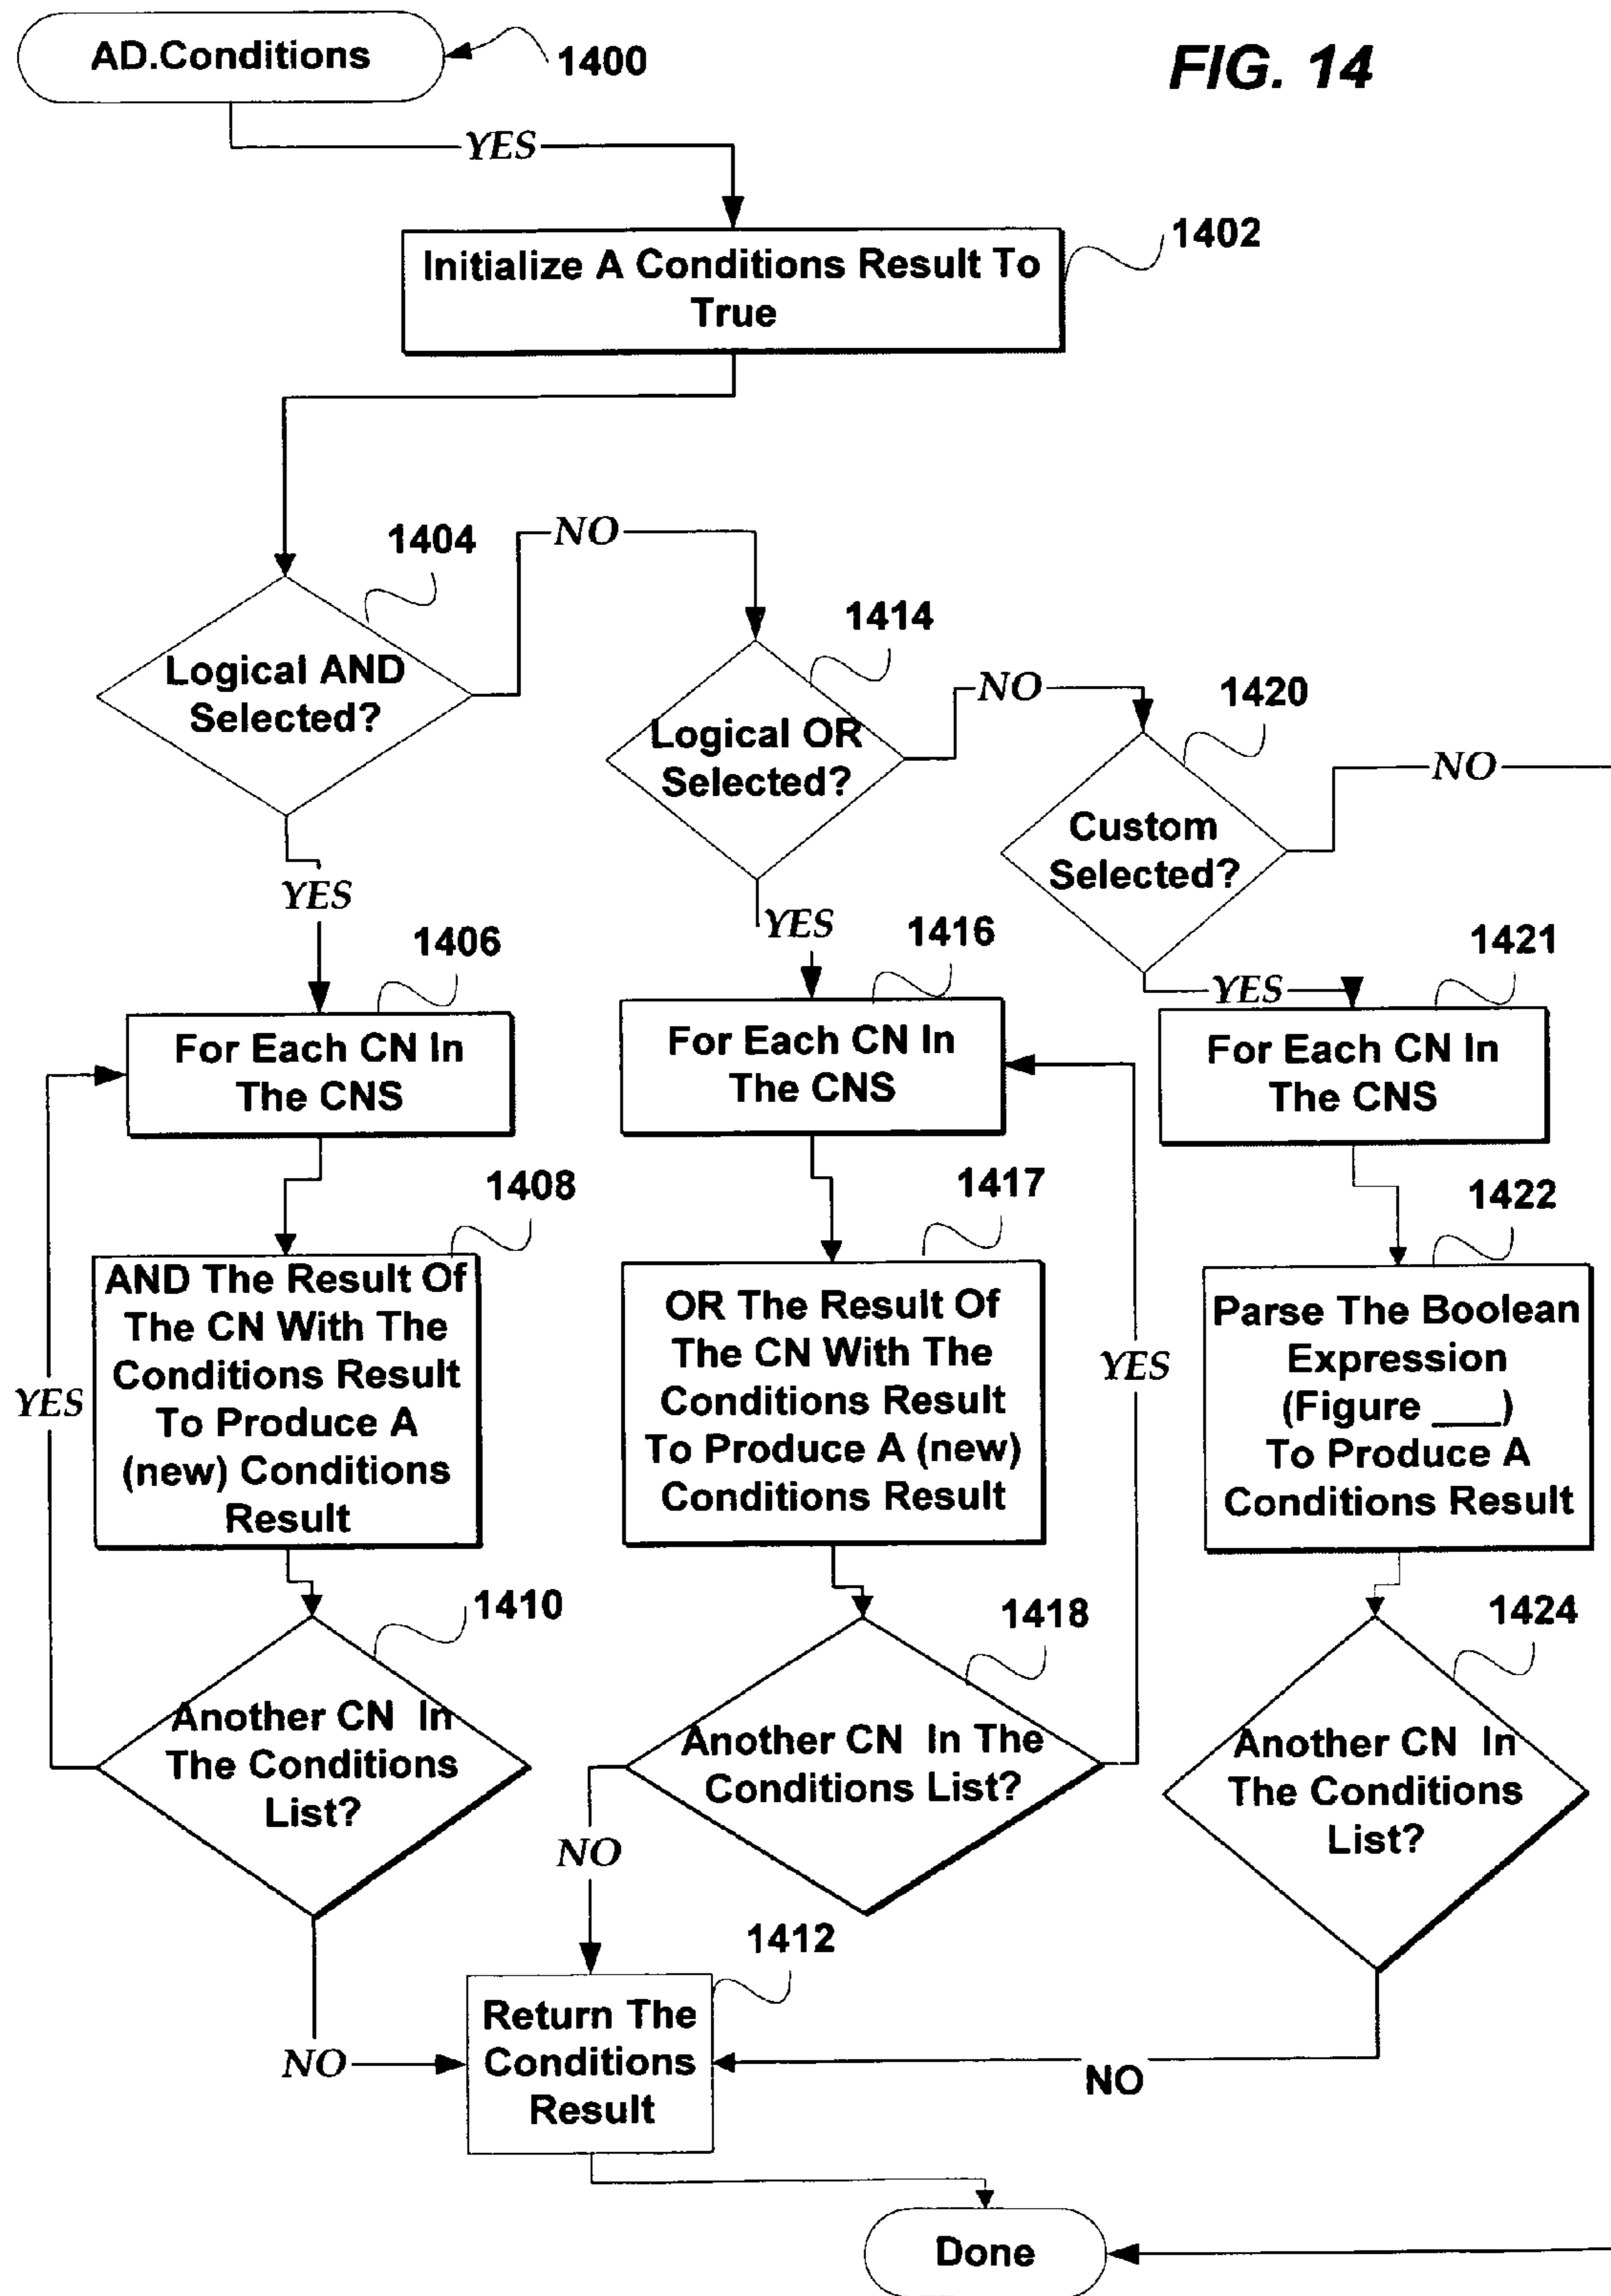 AD.Conditions
1400
FIG. 14
YES
1402
Initialize A Conditions Result To
True
1404
NO
1414
Logical AND
Selected?
NO
1420
Logical OR
Selected?
NO
Custom
Selected?
YES
YES
1406
1416
1421
YES
For Each CN In
The CNS
For Each CN In
The CNS
For Each CN In
The CNS
1408
1417
1422
AND The Result Of
The CN With The
Conditions Result
To Produce A
(new) Conditions
Result
OR The Result Of
The CN With The
Conditions Result
To Produce A (new)
Conditions Result
Parse The Boolean
Expression
(Figure ___)
To Produce A
Conditions Result
YES
YES
1410
1418
1424
Another CN In
The Conditions
List?
Another CN In The
Conditions List?
Another CN In
The Conditions
List?
NO
1412
Return The
Conditions
Result
NO
NO
Done